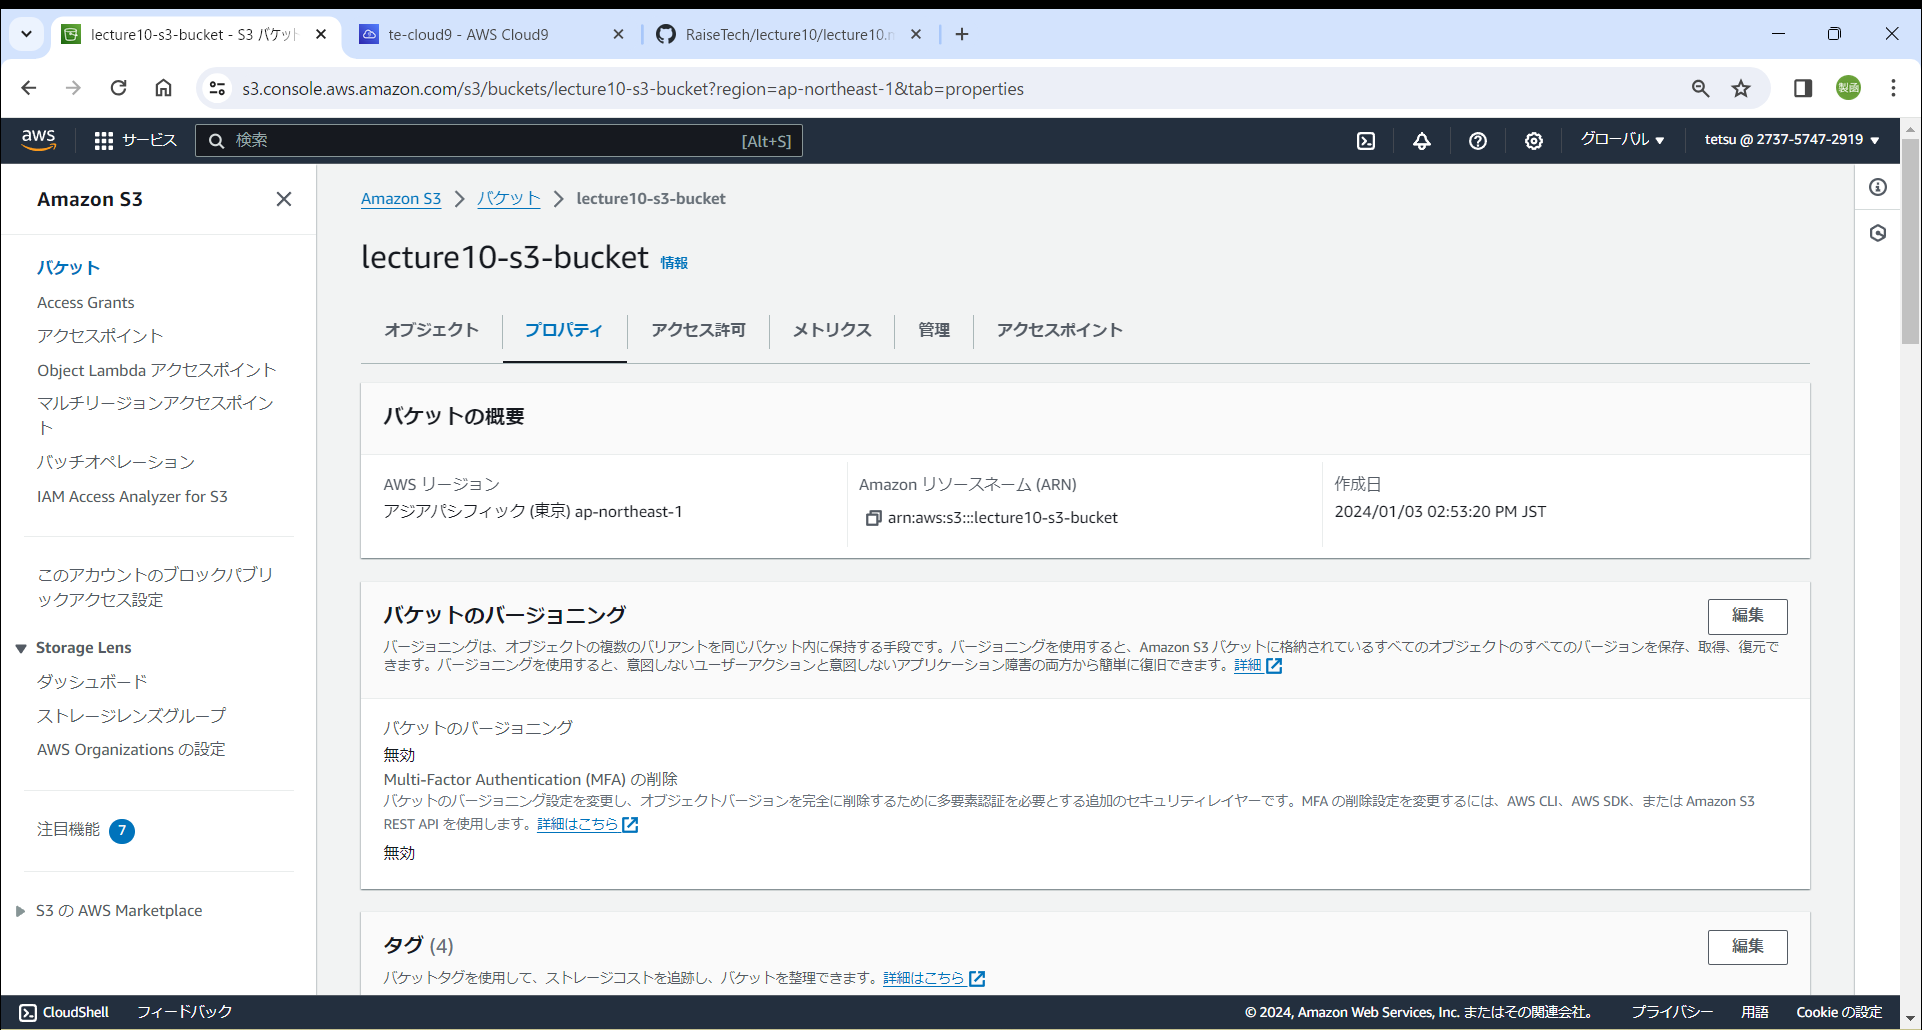 lecture10-s3-bucket - S3 バケット
te-cloud9 - AWS Cloud9
RaiseTech/lecture10/lecture10.
s3.console.aws.amazon.com/s3/buckets/lecture10-s3-bucket?region=ap-northeast-1&tab=properties
製函
aws
サービス
検索
[Alt+S]
グローバル
tetsu @ 2737-5747-2919
Amazon S3
バケット
Access Grants
アクセスポイント
Object Lambda アクセスポイント
マルチリージョンアクセスポイン
ト
バッチオペレーション
IAM Access Analyzer for S3
このアカウントのブロックパブリ
ックアクセス設定
Storage Lens
ダッシュボード
ストレージレンズグループ
AWS Organizations の設定
注目機能 7
S3 の AWS Marketplace
Amazon S3 > バケット > lecture10-s3-bucket
lecture10-s3-bucket 情報
オブジェクト
プロパティ
アクセス許可
メトリクス
管理
アクセスポイント
バケットの概要
AWS リージョン
アジアパシフィック (東京) ap-northeast-1
Amazon リソースネーム (ARN)
arn:aws:s3:::lecture10-s3-bucket
作成日
2024/01/03 02:53:20 PM JST
バケットのバージョニング
編集
バージョニングは、オブジェクトの複数のバリアントを同じバケット内に保持する手段です。バージョニングを使用すると、Amazon S3 バケットに格納されているすべてのオブジェクトのすべてのバージョンを保存、取得、復元で
きます。バージョニングを使用すると、意図しないユーザーアクションと意図しないアプリケーション障害の両方から簡単に復旧できます。詳細
バケットのバージョニング
無効
Multi-Factor Authentication (MFA) の削除
バケットのバージョニング設定を変更し、オブジェクトバージョンを完全に削除するために多要素認証を必要とする追加のセキュリティレイヤーです。MFA の削除設定を変更するには、AWS CLI、AWS SDK、または Amazon S3
REST API を使用します。詳細はこちら
無効
タグ (4)
編集
バケットタグを使用して、ストレージコストを追跡し、バケットを整理できます。詳細はこちら
CloudShell
フィードバック
© 2024, Amazon Web Services, Inc. またはその関連会社。
プライバシー
用語
Cookie の設定